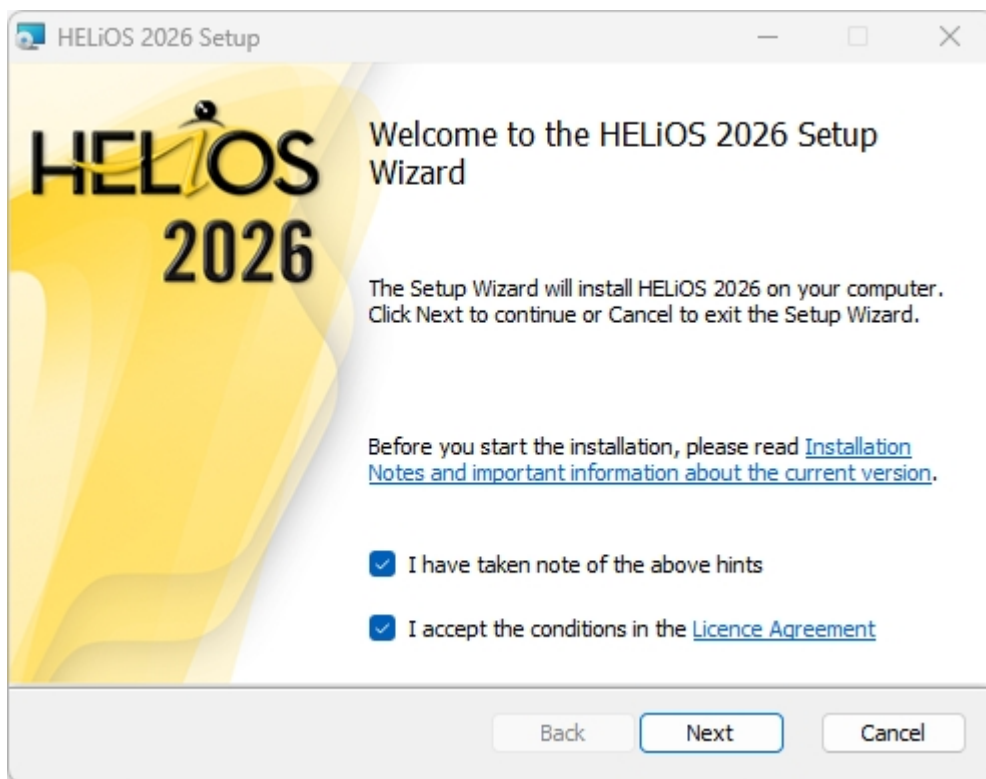 HELiOS 2026 Setup
HELiOS
2026
Welcome to the HELiOS 2026 Setup
Wizard
The Setup Wizard will install HELiOS 2026 on your computer.
Click Next to continue or Cancel to exit the Setup Wizard.
Before you start the installation, please read Installation
Notes and important information about the current version.
I have taken note of the above hints
I accept the conditions in the Licence Agreement
Back
Next
Cancel